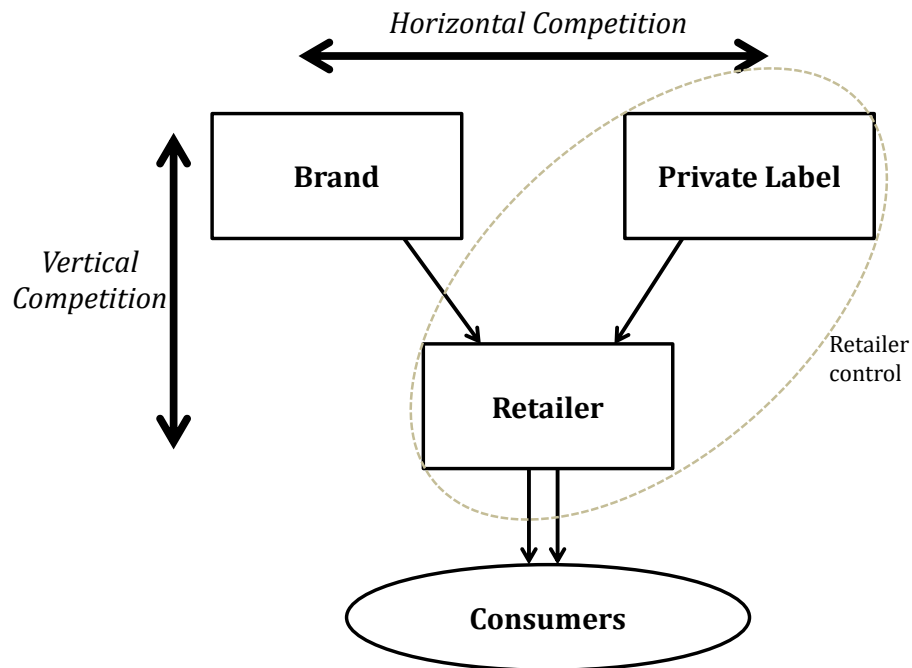 Horizontal Competition
Brand
Private Label
Vertical
Competition
Retailer
control
Retailer
Consumers